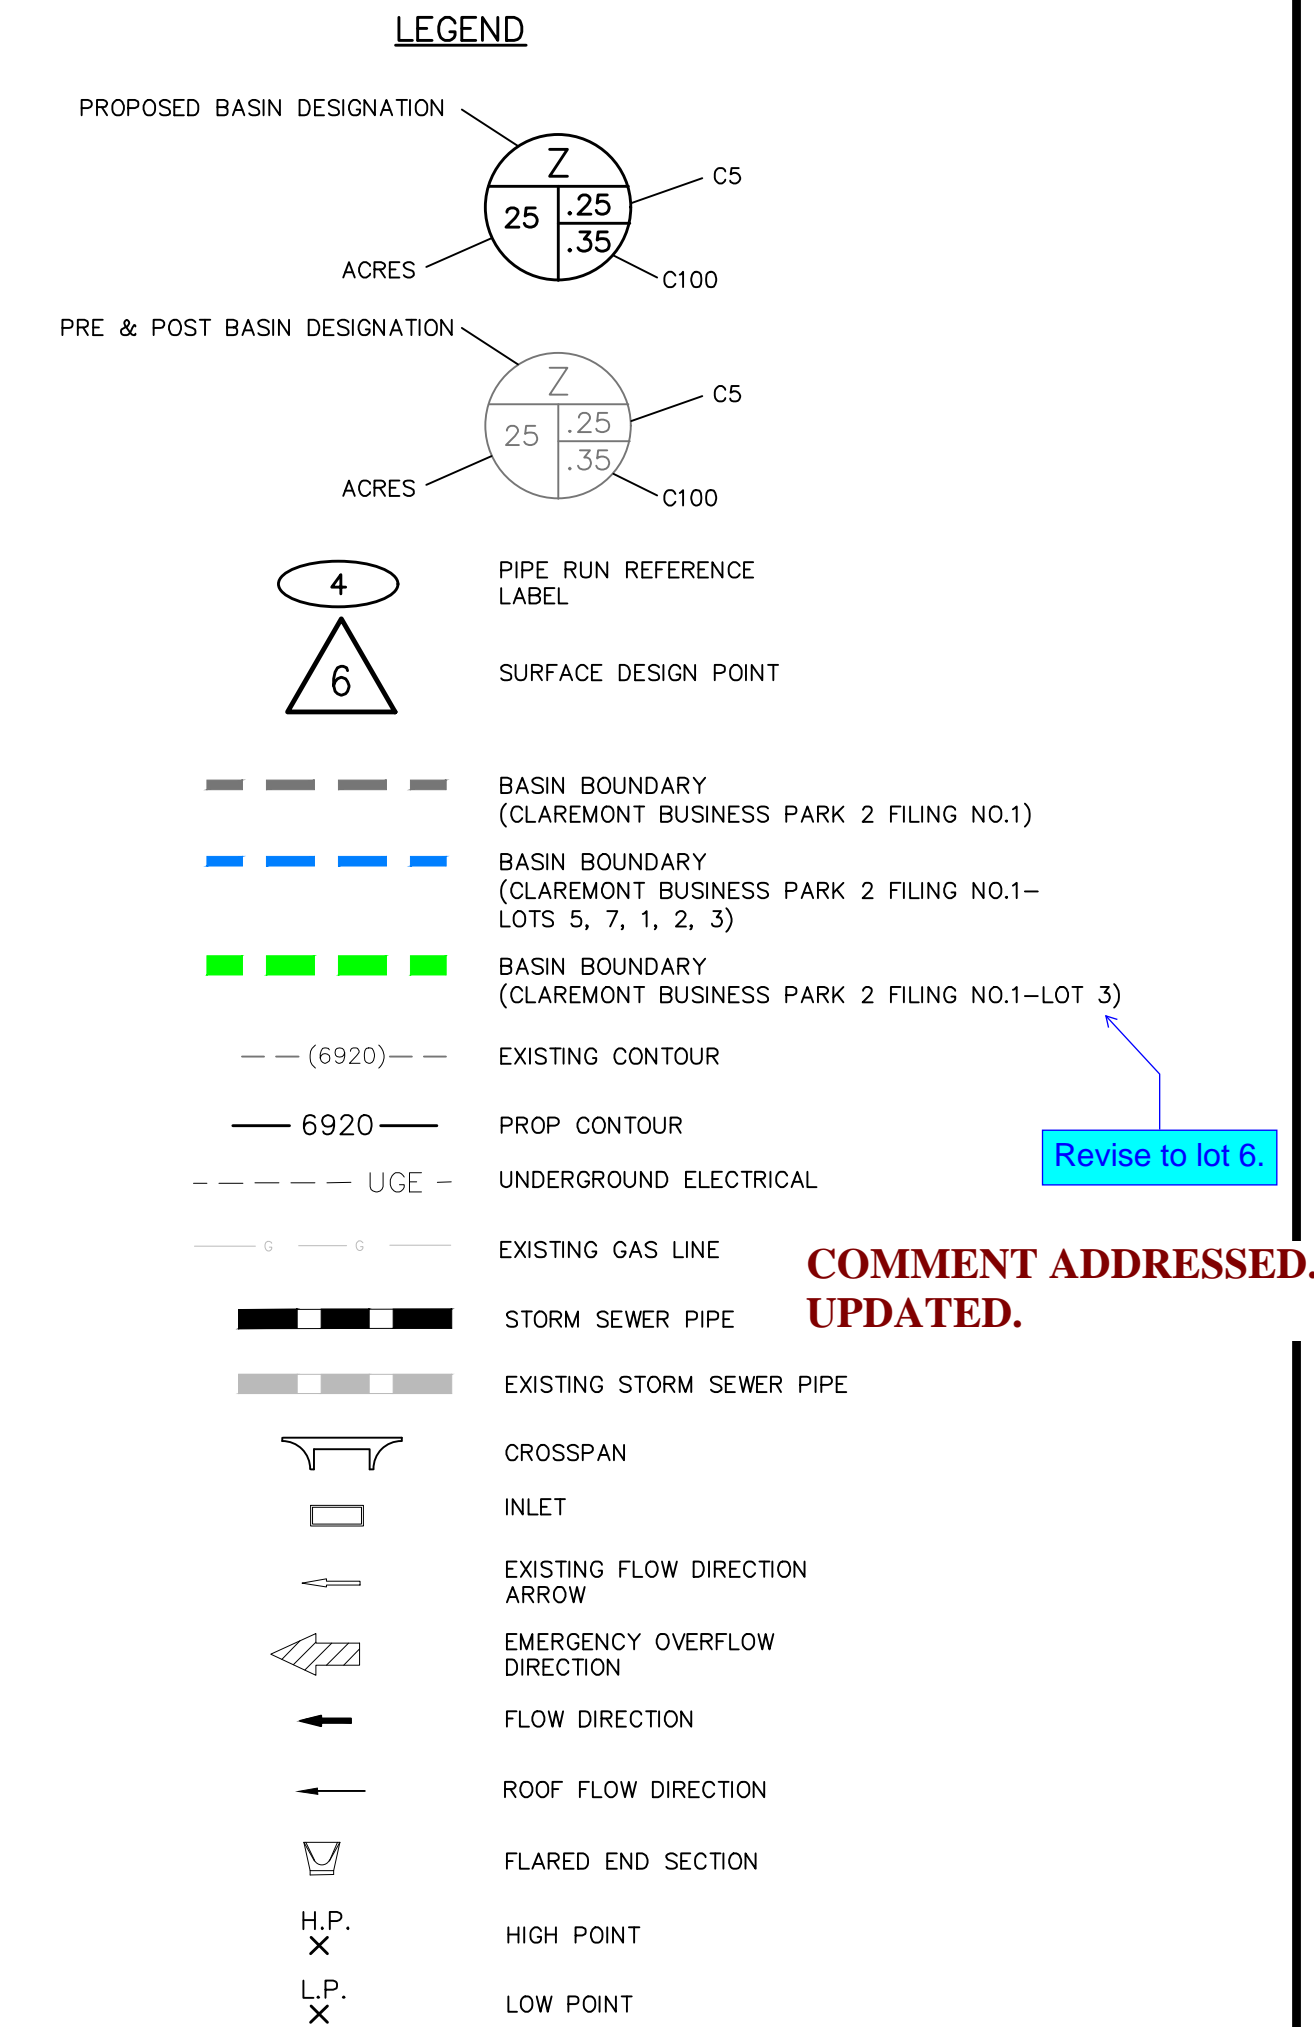 LEGEND
PROPOSED BASIN DESIGNATION
Z
C5
25
.25
.35
ACRES
C100
PRE & POST BASIN DESIGNATION
Z
C5
25
.25
.35
ACRES
C100
4
PIPE RUN REFERENCE
LABEL
6
SURFACE DESIGN POINT
BASIN BOUNDARY
(CLAREMONT BUSINESS PARK 2 FILING NO.1)
BASIN BOUNDARY
(CLAREMONT BUSINESS PARK 2 FILING NO.1-
LOTS 5, 7, 1, 2, 3)
BASIN BOUNDARY
(CLAREMONT BUSINESS PARK 2 FILING NO.1-LOT 3)
(6920)
EXISTING CONTOUR
6920
PROP CONTOUR
Revise to lot 6.
UGE
UNDERGROUND ELECTRICAL
G G
EXISTING GAS LINE
COMMENT ADDRESSED.
UPDATED.
STORM SEWER PIPE
EXISTING STORM SEWER PIPE
CROSSPAN
INLET
EXISTING FLOW DIRECTION
ARROW
EMERGENCY OVERFLOW
DIRECTION
FLOW DIRECTION
ROOF FLOW DIRECTION
FLARED END SECTION
H.P.
HIGH POINT
L.P.
LOW POINT